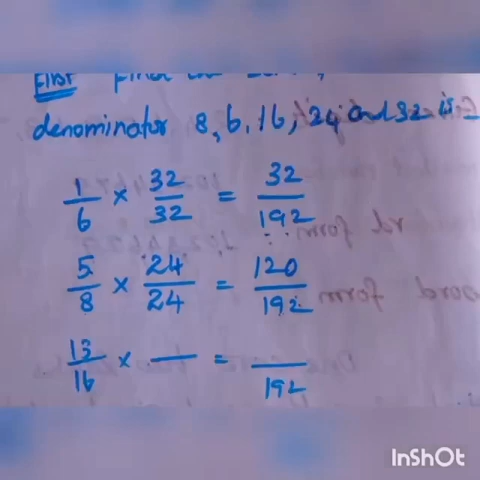 First Find
denominator 8, 6, 16, 24 and 32 is
1/6 × 32/32 = 32/192
5/8 × 24/24 = 120/192
13/16 × — = —/192
InShOt